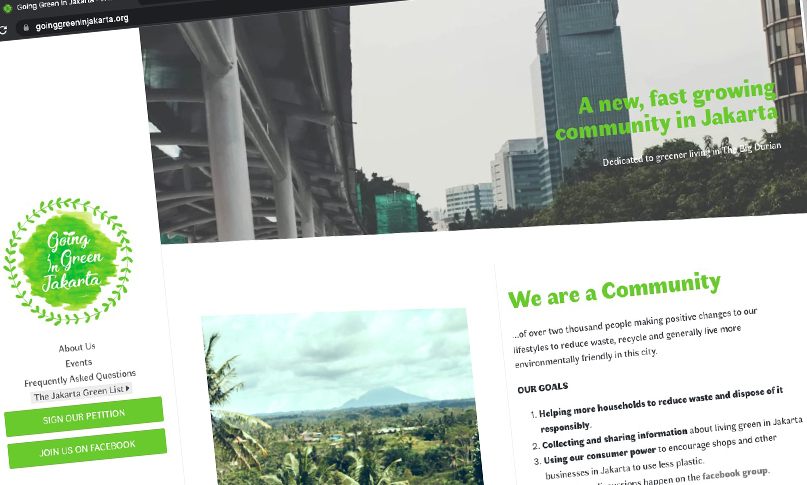 Going Green in Jakarta
goinggreeninjakarta.org
A new, fast growing
community in Jakarta
Dedicated to greener living in The Big Durian
Going
In Green
Jakarta
About Us
Events
Frequently Asked Questions
The Jakarta Green List
SIGN OUR PETITION
JOIN US ON FACEBOOK
We are a Community
...of over two thousand people making positive changes to our
lifestyles to reduce waste, recycle and generally live more
environmentally friendly in this city.
OUR GOALS
1. Helping more households to reduce waste and dispose of it
responsibly.
2. Collecting and sharing information about living green in Jakarta
3. Using our consumer power to encourage shops and other
businesses in Jakarta to use less plastic.
discussions happen on the facebook group.